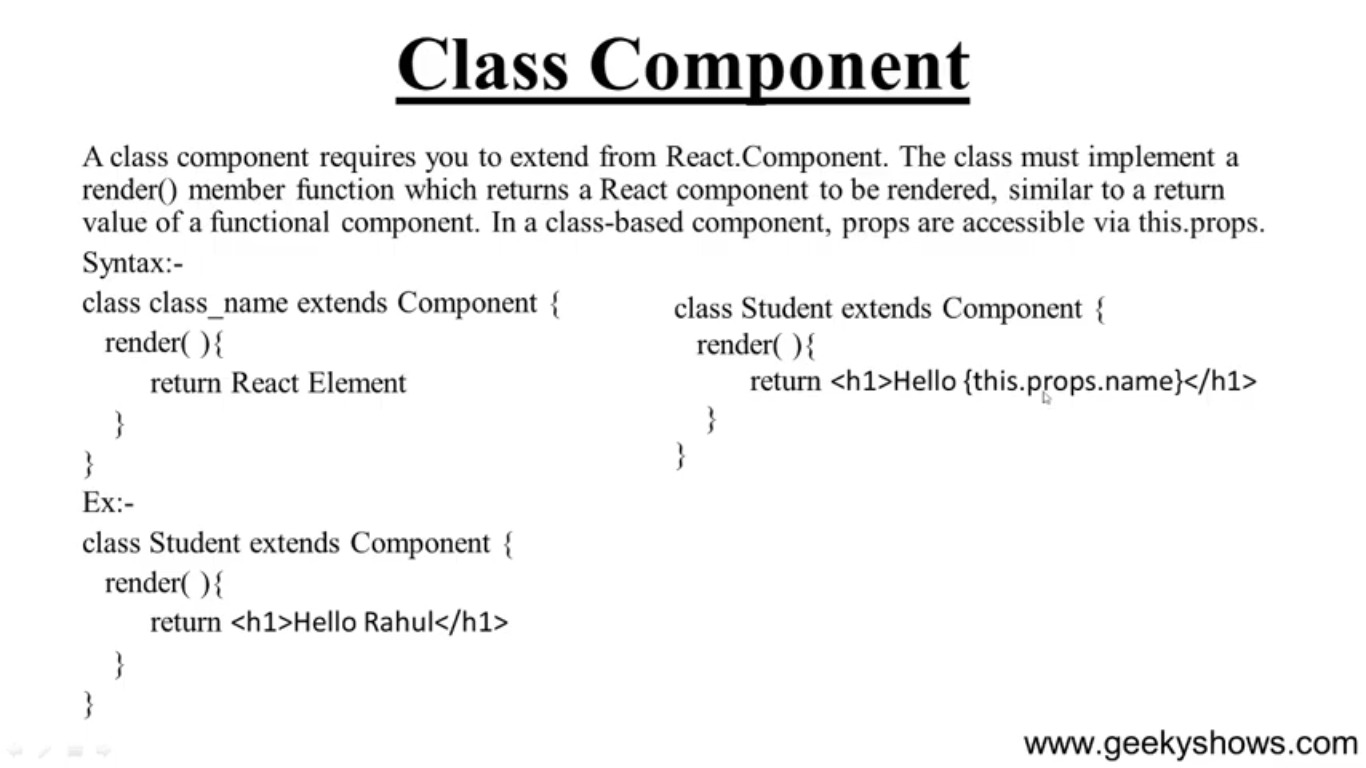 Class Component
A class component requires you to extend from React.Component. The class must implement a
render() member function which returns a React component to be rendered, similar to a return
value of a functional component. In a class-based component, props are accessible via this.props.
Syntax:-
class class_name extends Component {
render( ){
return React Element
}
}
Ex:-
class Student extends Component {
render( ){
return <h1>Hello Rahul</h1>
}
}
class Student extends Component {
render( ){
return <h1>Hello {this.props.name}</h1>
}
}
www.geekyshows.com